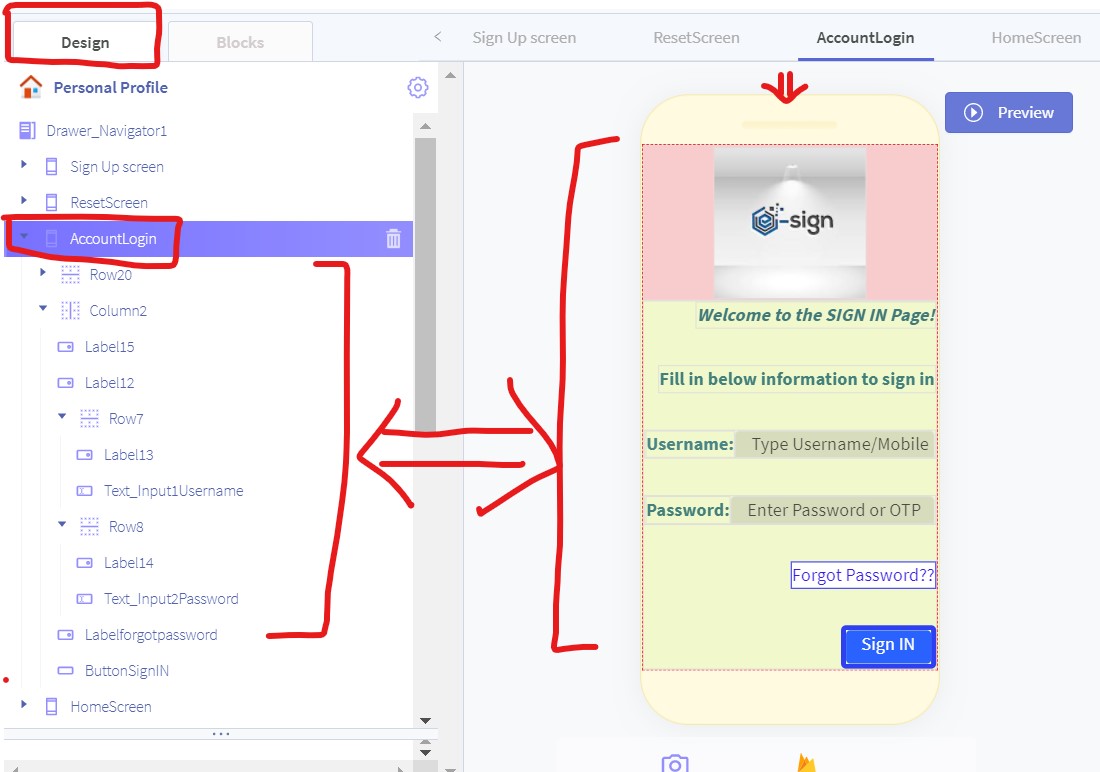 Design
Blocks
Sign Up screen
ResetScreen
AccountLogin
HomeScreen
Personal Profile
Preview
Drawer_Navigator1
Sign Up screen
ResetScreen
AccountLogin
Row20
Column2
Label15
Label12
Row7
Label13
Text_Input1Username
Row8
Label14
Text_Input2Password
Labelforgotpassword
ButtonSignIN
HomeScreen
e-sign
Welcome to the SIGN IN Page!
Fill in below information to sign in
Username: Type Username/Mobile
Password: Enter Password or OTP
Forgot Password??
Sign IN